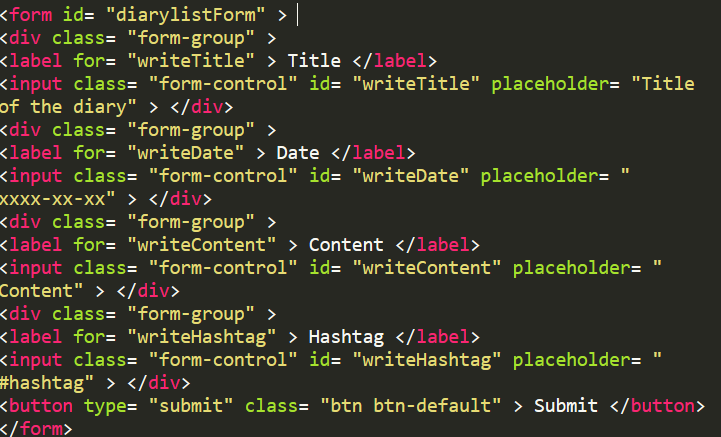 <form id= "diarylistForm" >
<div class= "form-group" >
<label for= "writeTitle" > Title </label>
<input class= "form-control" id= "writeTitle" placeholder= "Title
of the diary" > </div>
<div class= "form-group" >
<label for= "writeDate" > Date </label>
<input class= "form-control" id= "writeDate" placeholder= "
xxxx-xx-xx" > </div>
<div class= "form-group" >
<label for= "writeContent" > Content </label>
<input class= "form-control" id= "writeContent" placeholder= "
Content" > </div>
<div class= "form-group" >
<label for= "writeHashtag" > Hashtag </label>
<input class= "form-control" id= "writeHashtag" placeholder= "
#hashtag" > </div>
<button type= "submit" class= "btn btn-default" > Submit </button>
</form>